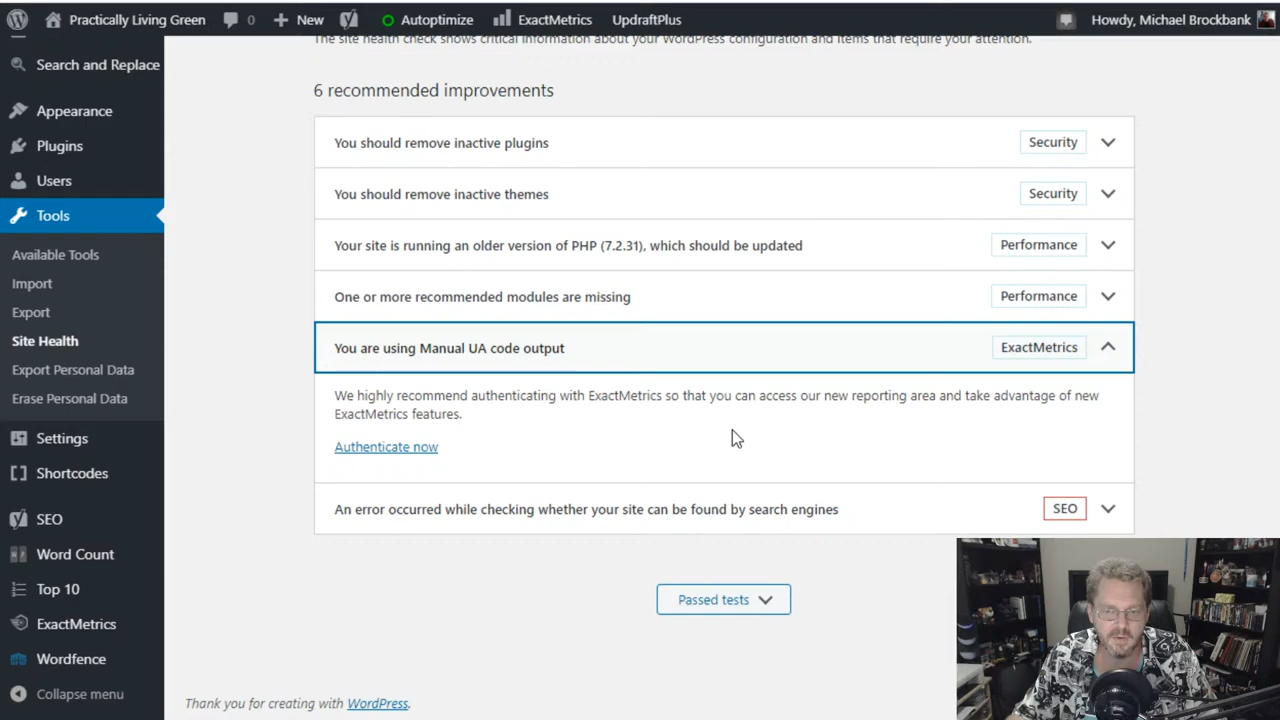 Practically Living Green 0 New Autoptimize ExactMetrics UpdraftPlus Howdy, Michael Brockbank
The site health check shows critical information about your WordPress configuration and items that require your attention.
Search and Replace
Appearance
Plugins
Users
Tools
Available Tools
Import
Export
Site Health
Export Personal Data
Erase Personal Data
Settings
Shortcodes
SEO
Word Count
Top 10
ExactMetrics
Wordfence
Collapse menu
6 recommended improvements
You should remove inactive plugins Security
You should remove inactive themes Security
Your site is running an older version of PHP (7.2.31), which should be updated Performance
One or more recommended modules are missing Performance
You are using Manual UA code output ExactMetrics
We highly recommend authenticating with ExactMetrics so that you can access our new reporting area and take advantage of new
ExactMetrics features.
Authenticate now
An error occurred while checking whether your site can be found by search engines SEO
Passed tests
Thank you for creating with WordPress.